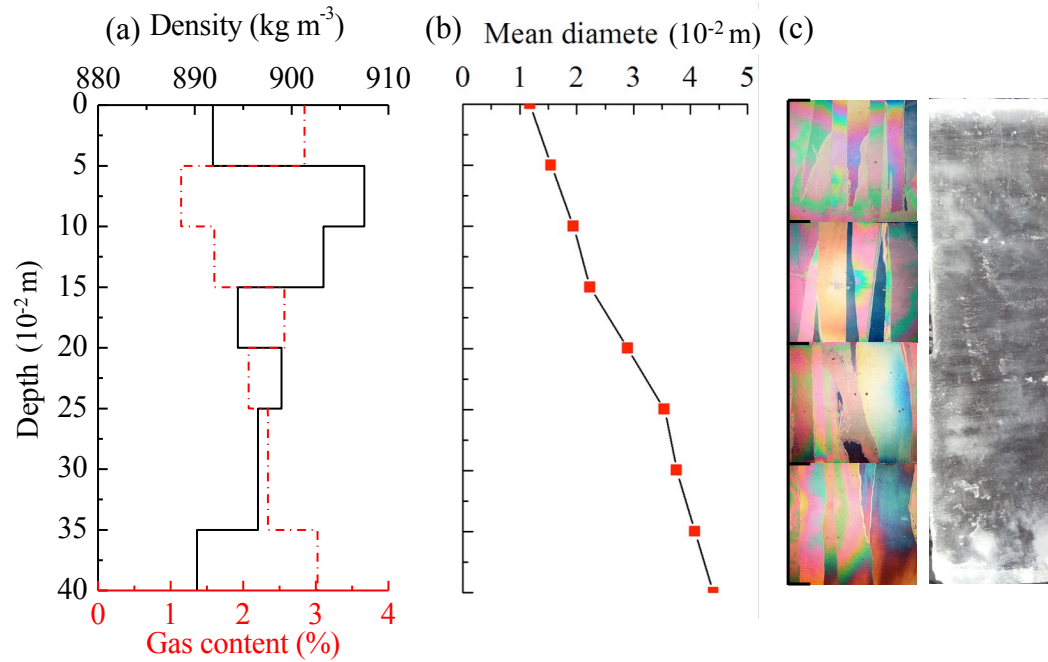 (a) Density (kg m-3)
880 890 900 910
0
5
10
15
20
25
30
35
40
Depth (10-2 m)
0 1 2 3 4
Gas content (%)
(b) Mean diamete (10-2 m)
0 1 2 3 4 5
(c)